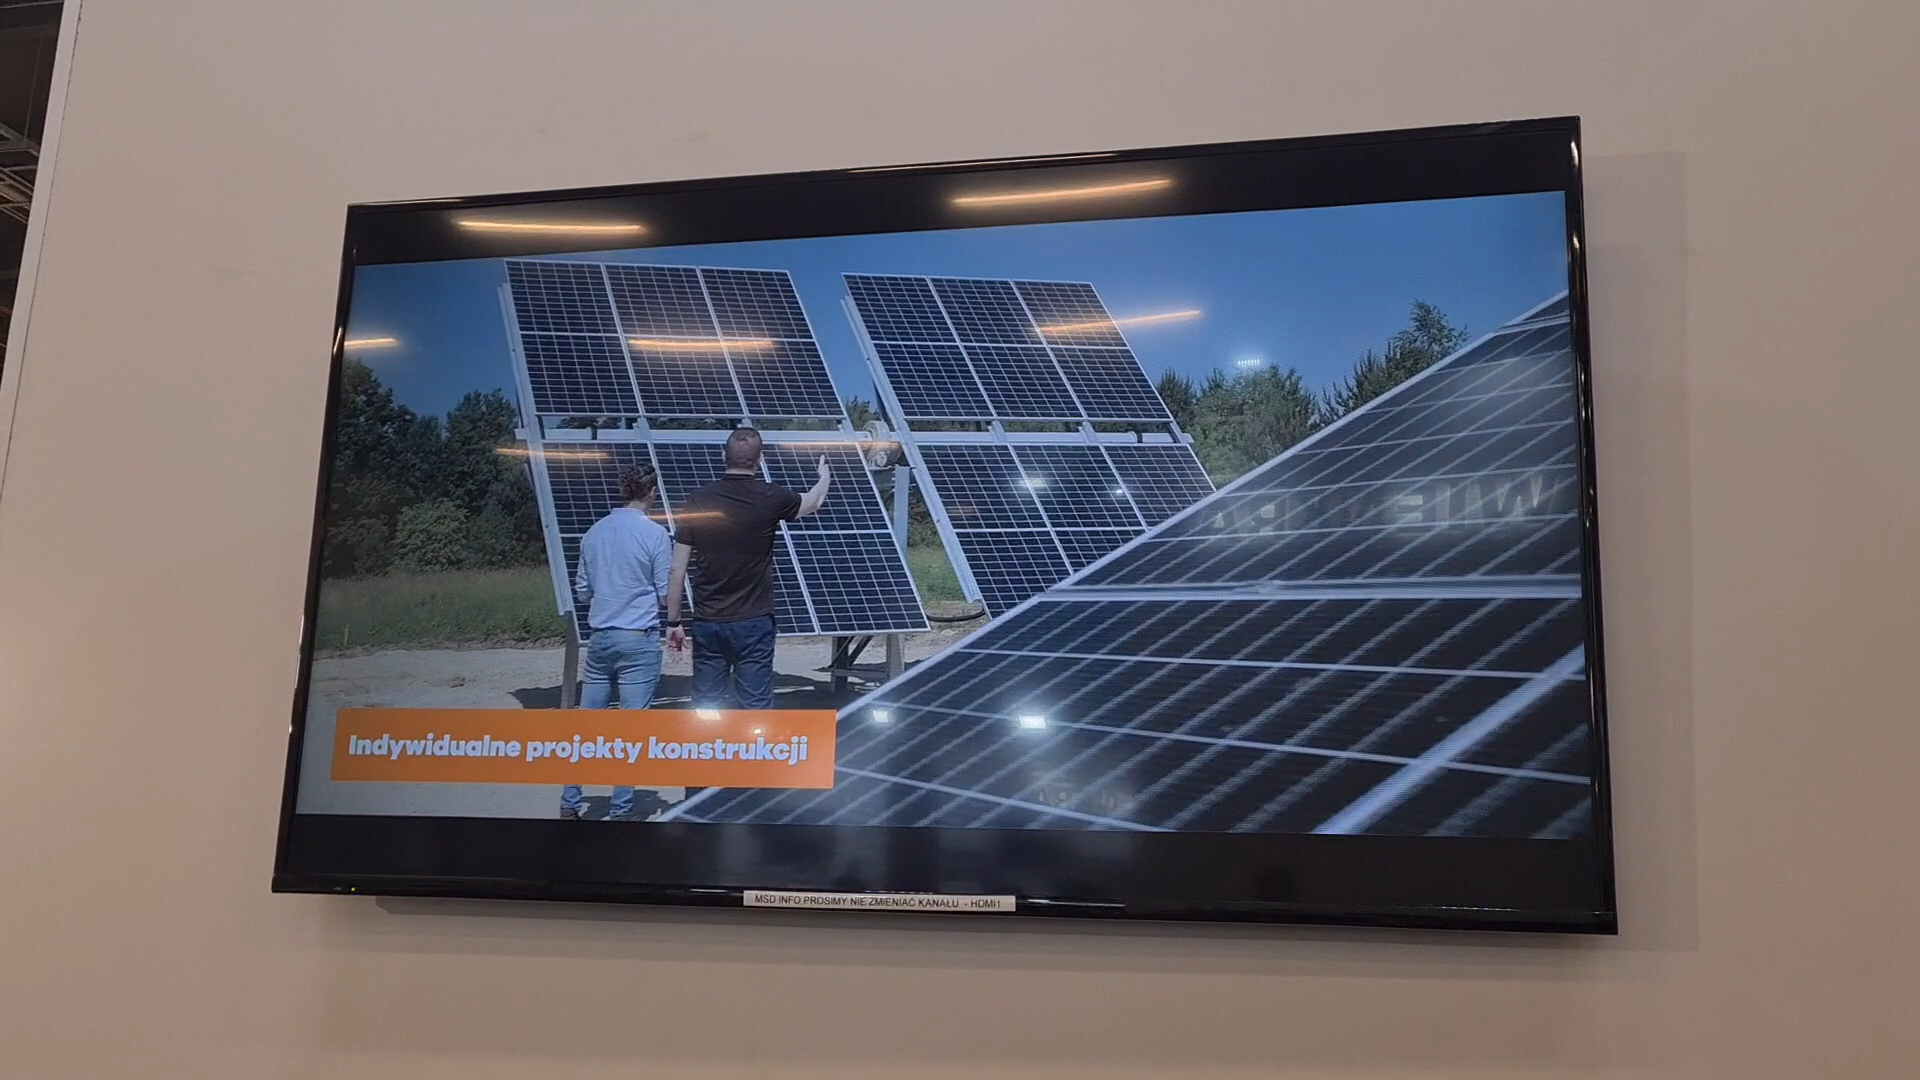 Indywidualne projekty konstrukcji
MSD INFO PROSIMY NIE ZMIENIAĆ KANAŁU - HDMI1